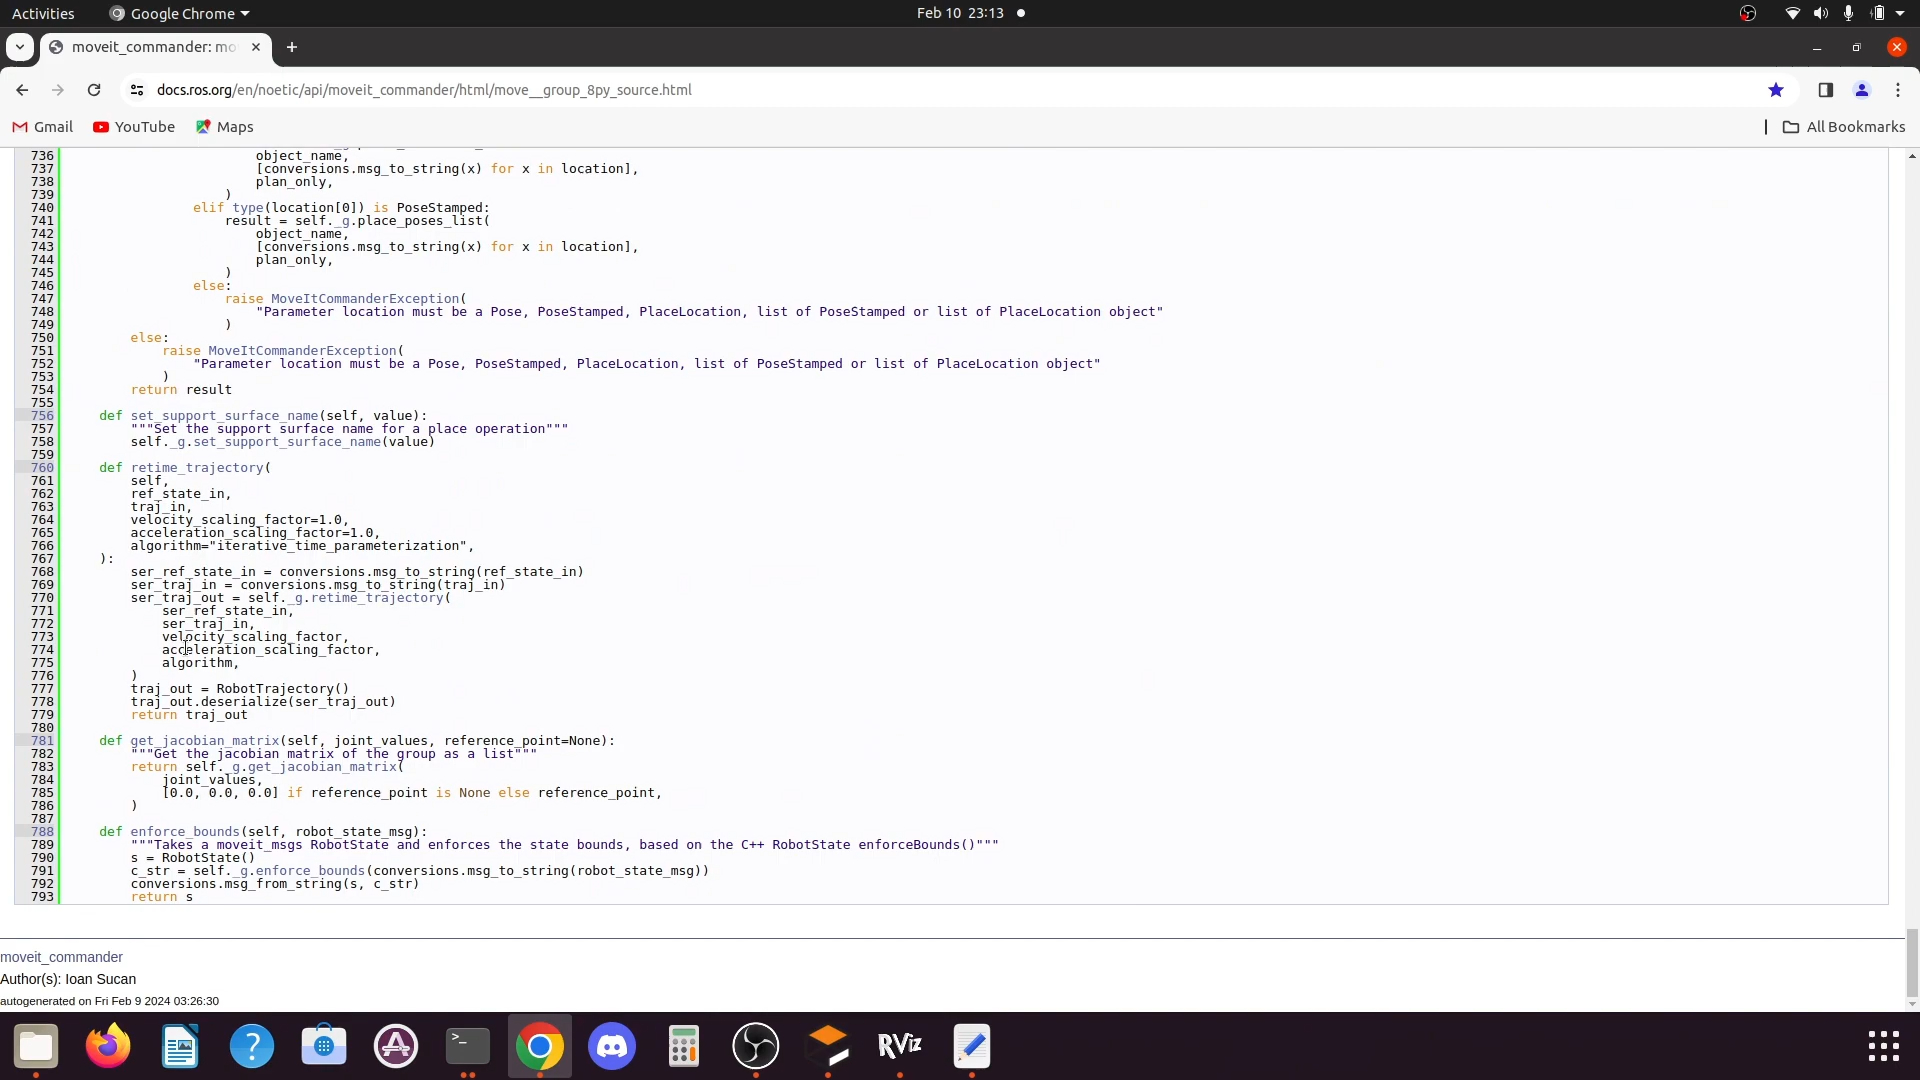 Activities Google Chrome Feb 10 23:13
moveit_commander: mo
docs.ros.org/en/noetic/api/moveit_commander/html/move__group_8py_source.html
Gmail YouTube Maps All Bookmarks
736 object_name,
737 [conversions.msg_to_string(x) for x in location],
738 plan_only,
739 )
740 elif type(location[0]) is PoseStamped:
741 result = self._g.place_poses_list(
742 object_name,
743 [conversions.msg_to_string(x) for x in location],
744 plan_only,
745 )
746 else:
747 raise MoveItCommanderException(
748 "Parameter location must be a Pose, PoseStamped, PlaceLocation, list of PoseStamped or list of PlaceLocation object"
749 )
750 else:
751 raise MoveItCommanderException(
752 "Parameter location must be a Pose, PoseStamped, PlaceLocation, list of PoseStamped or list of PlaceLocation object"
753 )
754 return result
755
756 def set_support_surface_name(self, value):
757 """Set the support surface name for a place operation"""
758 self._g.set_support_surface_name(value)
759
760 def retime_trajectory(
761 self,
762 ref_state_in,
763 traj_in,
764 velocity_scaling_factor=1.0,
765 acceleration_scaling_factor=1.0,
766 algorithm="iterative_time_parameterization",
767 ):
768 ser_ref_state_in = conversions.msg_to_string(ref_state_in)
769 ser_traj_in = conversions.msg_to_string(traj_in)
770 ser_traj_out = self._g.retime_trajectory(
771 ser_ref_state_in,
772 ser_traj_in,
773 velocity_scaling_factor,
774 acceleration_scaling_factor,
775 algorithm,
776 )
777 traj_out = RobotTrajectory()
778 traj_out.deserialize(ser_traj_out)
779 return traj_out
780
781 def get_jacobian_matrix(self, joint_values, reference_point=None):
782 """Get the jacobian matrix of the group as a list"""
783 return self._g.get_jacobian_matrix(
784 joint_values,
785 [0.0, 0.0, 0.0] if reference_point is None else reference_point,
786 )
787
788 def enforce_bounds(self, robot_state_msg):
789 """Takes a moveit_msgs RobotState and enforces the state bounds, based on the C++ RobotState enforceBounds()"""
790 s = RobotState()
791 c_str = self._g.enforce_bounds(conversions.msg_to_string(robot_state_msg))
792 conversions.msg_from_string(s, c_str)
793 return s
moveit_commander
Author(s): Ioan Sucan
autogenerated on Fri Feb 9 2024 03:26:30
RViz